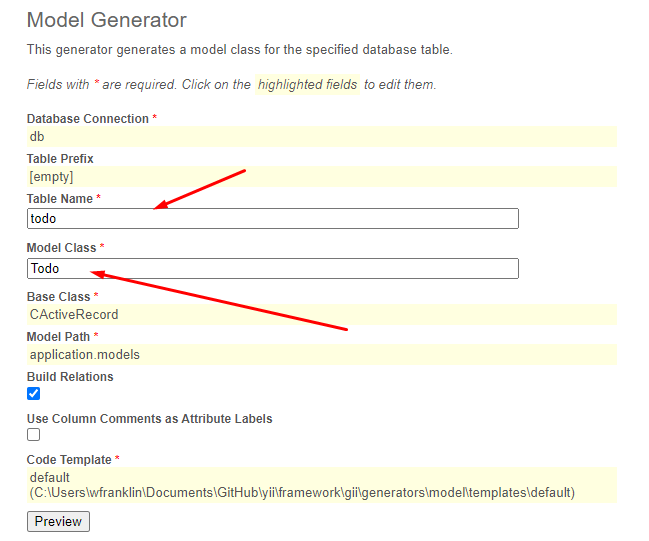 Model Generator
This generator generates a model class for the specified database table.
Fields with * are required. Click on the highlighted fields to edit them.
Database Connection *
db
Table Prefix
[empty]
Table Name *
todo
Model Class *
Todo
Base Class *
CActiveRecord
Model Path *
application.models
Build Relations
Use Column Comments as Attribute Labels
Code Template *
default
(C:\Users\wfranklin\Documents\GitHub\yii\framework\gii\generators\model\templates\default)
Preview